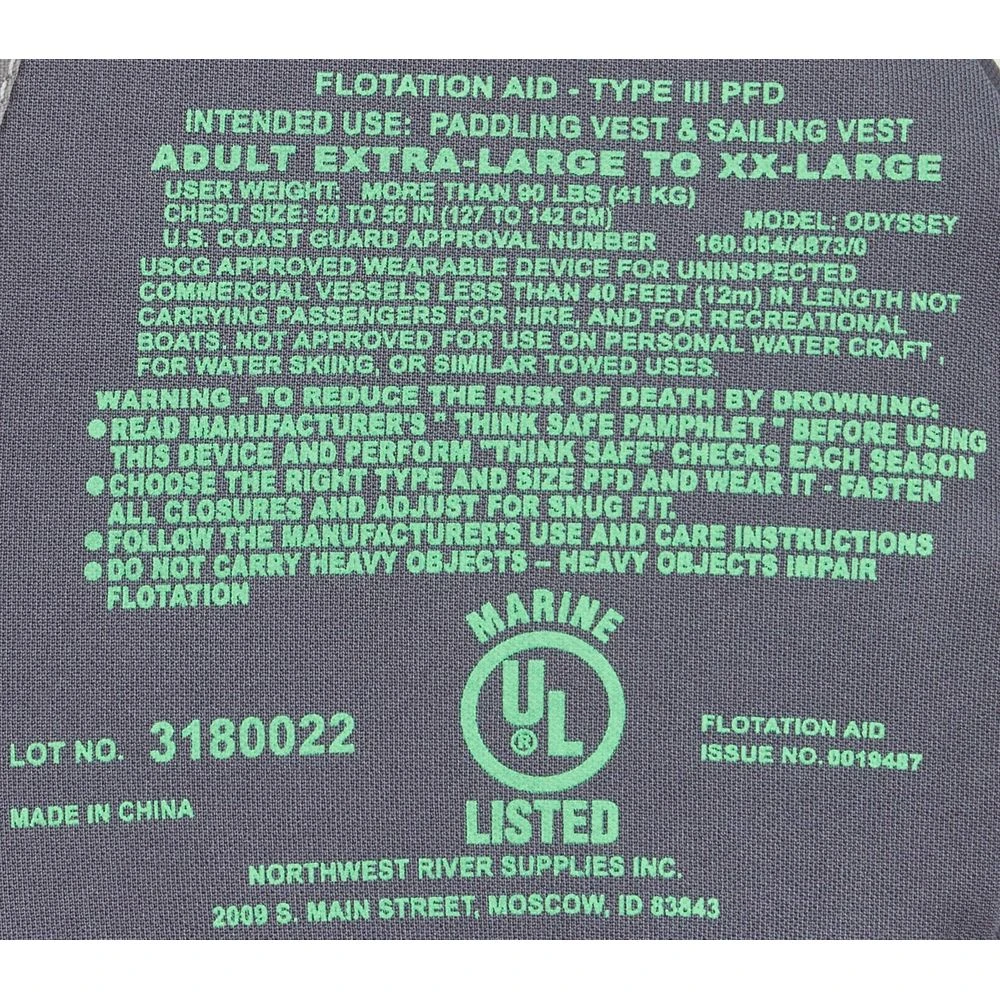 FLOTATION AID - TYPE III PFD
INTENDED USE: PADDLING VEST & SAILING VEST
ADULT EXTRA-LARGE TO XX-LARGE
USER WEIGHT: MORE THAN 90 LBS (41 KG)
CHEST SIZE: 50 TO 56 IN (127 TO 142 CM)
MODEL: ODYSSEY
U.S. COAST GUARD APPROVAL NUMBER 160.064/4873/0
USCG APPROVED WEARABLE DEVICE FOR UNINSPECTED
COMMERCIAL VESSELS LESS THAN 40 FEET (12m) IN LENGTH NOT
CARRYING PASSENGERS FOR HIRE, AND FOR RECREATIONAL
BOATS. NOT APPROVED FOR USE ON PERSONAL WATER CRAFT ,
FOR WATER SKIING, OR SIMILAR TOWED USES.
WARNING - TO REDUCE THE RISK OF DEATH BY DROWNING:
● READ MANUFACTURER'S " THINK SAFE PAMPHLET " BEFORE USING
THIS DEVICE AND PERFORM "THINK SAFE" CHECKS EACH SEASON
● CHOOSE THE RIGHT TYPE AND SIZE PFD AND WEAR IT - FASTEN
ALL CLOSURES AND ADJUST FOR SNUG FIT.
● FOLLOW THE MANUFACTURER'S USE AND CARE INSTRUCTIONS
● DO NOT CARRY HEAVY OBJECTS – HEAVY OBJECTS IMPAIR
FLOTATION
MARINE
UL ®
LISTED
LOT NO. 3180022
FLOTATION AID
ISSUE NO. 0019487
MADE IN CHINA
NORTHWEST RIVER SUPPLIES INC.
2009 S. MAIN STREET, MOSCOW, ID 83843